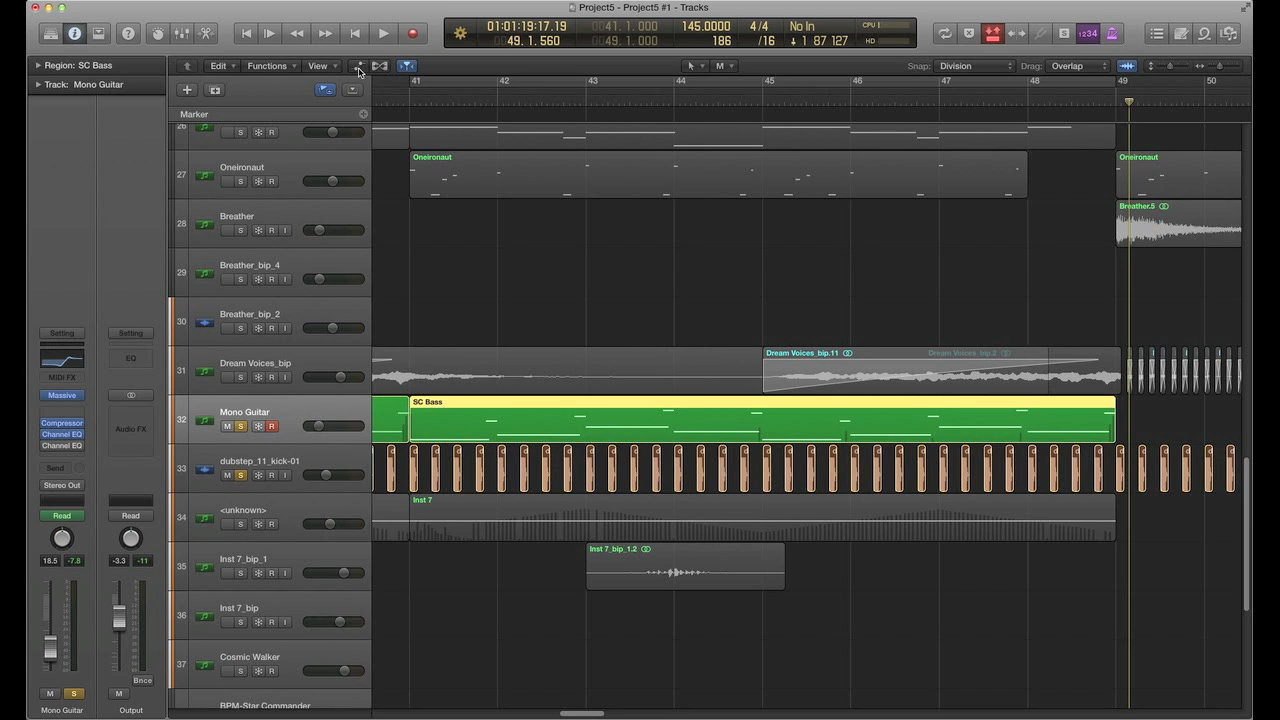 Project5 - Project5 #1 - Tracks
01:01:19:17.19
49. 1. 560
41. 1. 000
49. 1. 1
145.0000
186
4/4
/16
No In
1 87 127
CPU
HD
1234
Region: SC Bass
Track: Mono Guitar
Edit
Functions
View
M
Snap: Division
Drag: Overlap
41 42 43 44 45 46 47 48 49 50
Marker
26
S R
27 Oneironaut
S R
Oneironaut
Oneironaut
28 Breather
S R I
Breather.5
29 Breather_bip_4
S R I
30 Breather_bip_2
S R I
31 Dream Voices_bip
S R I
Dream Voices_bip.11
Dream Voices_bip.2
32 Mono Guitar
M S R
SC Bass
33 dubstep_11_kick-01
M S R I
34 <unknown>
S R
Inst 7
35 Inst 7_bip_1
S R I
Inst 7_bip_1.2
36 Inst 7_bip
S R I
37 Cosmic Walker
S R
BPM-Star Commander
Setting
Setting
EQ
MIDI FX
Massive
Compressor
Channel EQ
Channel EQ
Audio FX
Send
Stereo Out
Read
Read
18.5 -7.8
-3.3 -11
Bnce
M S
M
Mono Guitar
Output